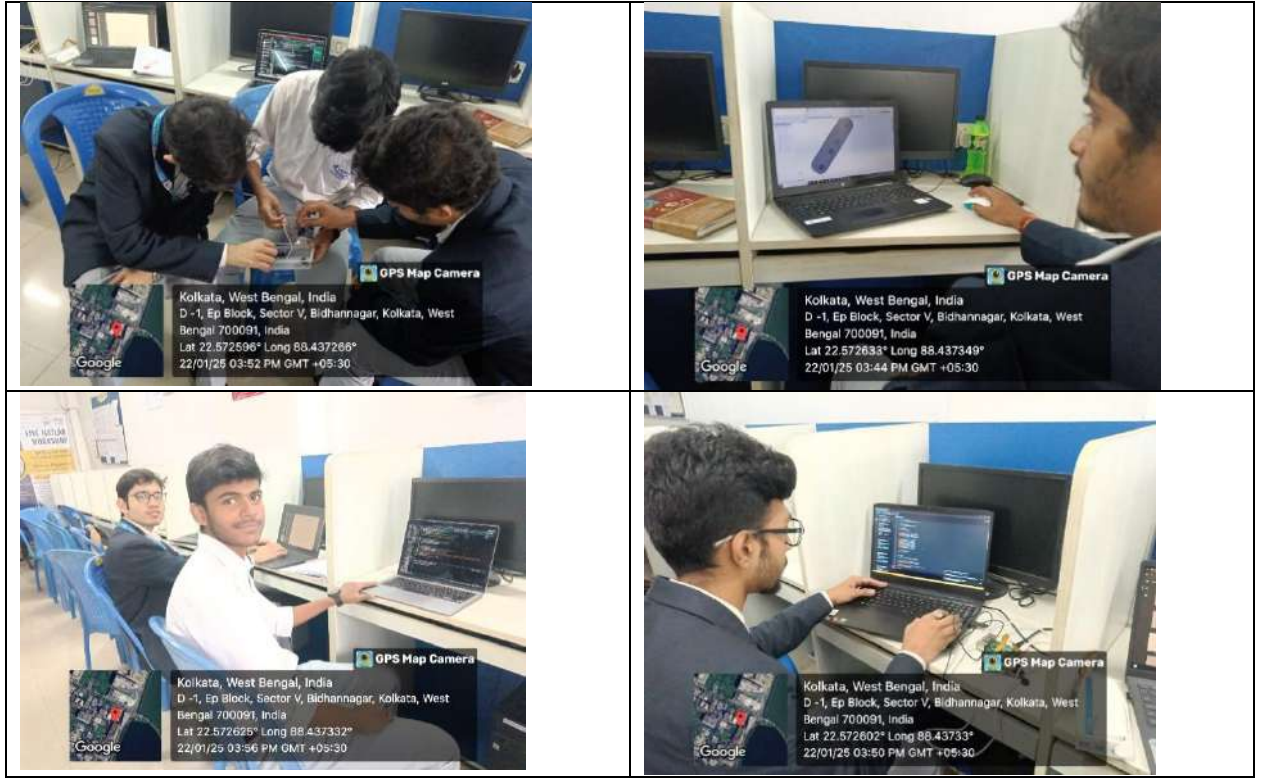 GPS Map Camera
Kolkata, West Bengal, India
D -1, Ep Block, Sector V, Bidhannagar, Kolkata, West
Bengal 700091, India
Lat 22.572596° Long 88.437266°
22/01/25 03:52 PM GMT +05:30
Google
GPS Map Camera
Kolkata, West Bengal, India
D -1, Ep Block, Sector V, Bidhannagar, Kolkata, West
Bengal 700091, India
Lat 22.572633° Long 88.437349°
22/01/25 03:44 PM GMT +05:30
Google
GPS Map Camera
Kolkata, West Bengal, India
D -1, Ep Block, Sector V, Bidhannagar, Kolkata, West
Bengal 700091, India
Lat 22.572625° Long 88.437332°
22/01/25 03:56 PM GMT +05:30
Google
GPS Map Camera
Kolkata, West Bengal, India
D -1, Ep Block, Sector V, Bidhannagar, Kolkata, West
Bengal 700091, India
Lat 22.572602° Long 88.43733°
22/01/25 03:50 PM GMT +05:30
Google